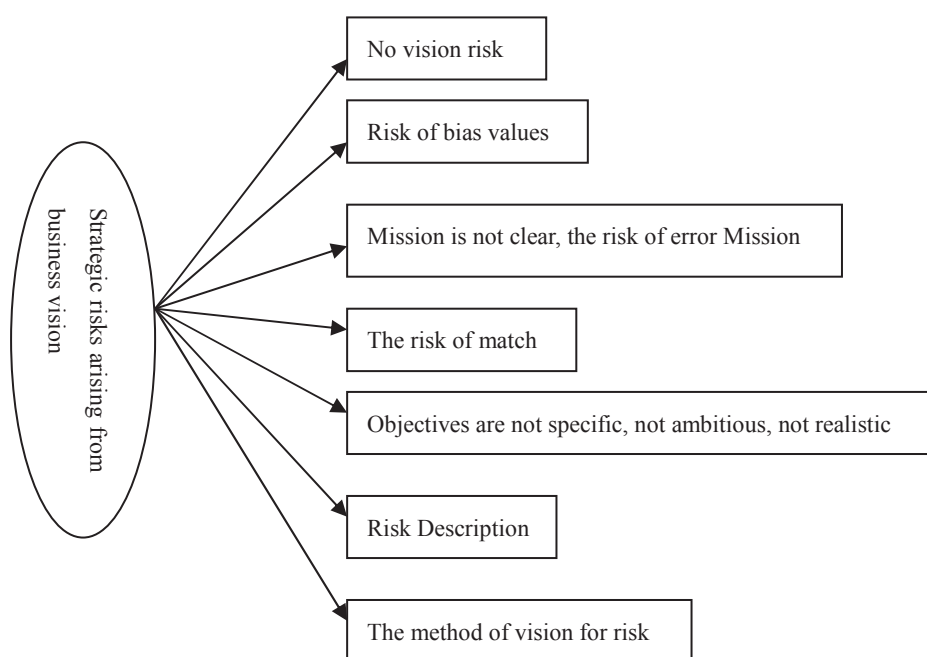 No vision risk
Risk of bias values
Strategic risks arising from
business vision
Mission is not clear, the risk of error Mission
The risk of match
Objectives are not specific, not ambitious, not realistic
Risk Description
The method of vision for risk